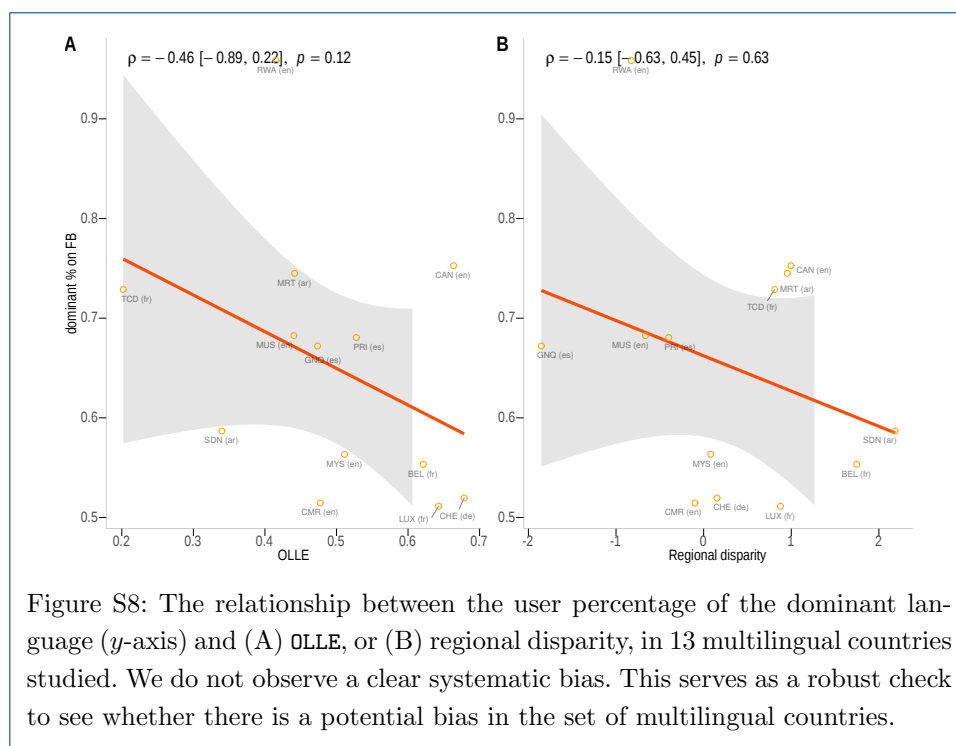 A
ρ = − 0.46 [− 0.89, 0.22], p = 0.12
RWA (en)
0.9
0.8
CAN (en)
MRT (ar)
TCD (fr)
0.7
MUS (en)
PRI (es)
GNQ (es)
0.6
SDN (ar)
MYS (en)
BEL (fr)
CMR (en)
LUX (fr)
CHE (de)
0.5
0.2 0.3 0.4 0.5 0.6 0.7
OLLE
dominant % on FB
B
ρ = − 0.15 [− 0.63, 0.45], p = 0.63
RWA (en)
0.9
0.8
CAN (en)
MRT (ar)
TCD (fr)
0.7
MUS (en)
PRI (es)
GNQ (es)
0.6
SDN (ar)
MYS (en)
BEL (fr)
CHE (de)
CMR (en)
LUX (fr)
0.5
-2 -1 0 1 2
Regional disparity
Figure S8: The relationship between the user percentage of the dominant lan-
guage (y-axis) and (A) OLLE, or (B) regional disparity, in 13 multilingual countries
studied. We do not observe a clear systematic bias. This serves as a robust check
to see whether there is a potential bias in the set of multilingual countries.